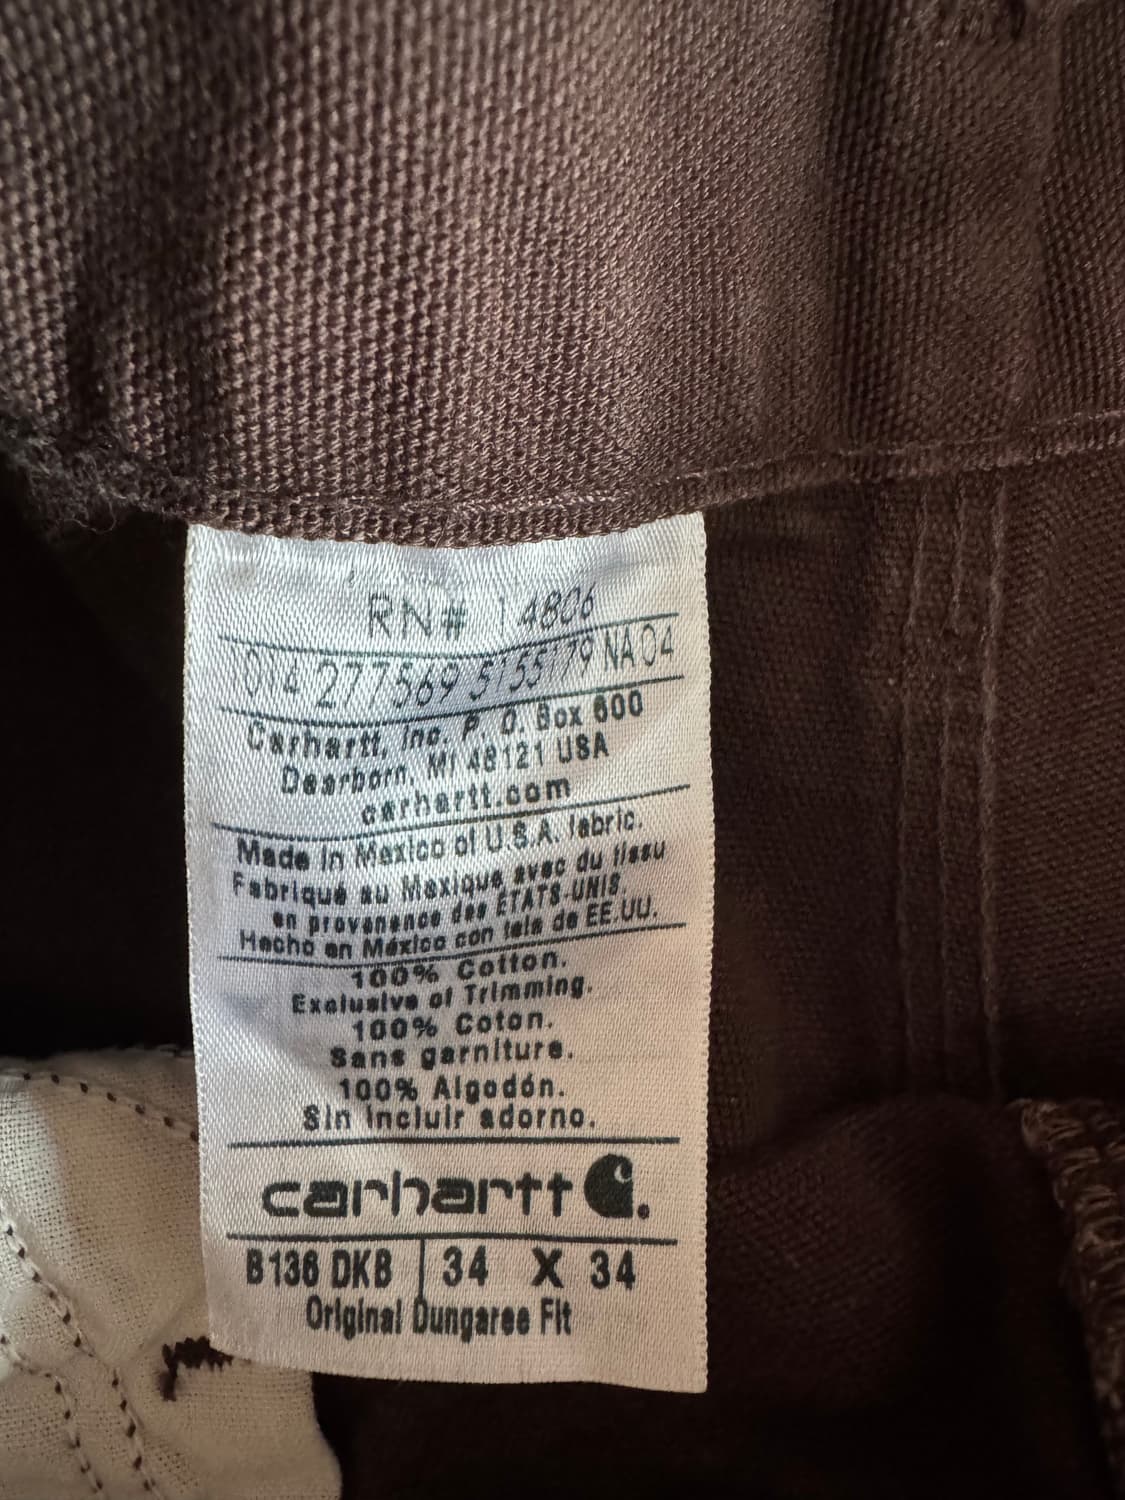 RN# 14806
014 277569 5155179 NA04
Carhartt, Inc. P. O. Box 600
Dearborn, MI 48121 USA
carhartt.com
Made in Mexico of U.S.A. fabric.
Fabriqué au Mexique avec du tissu
en provenance des ÉTATS-UNIS.
Hecho en México con tela de EE.UU.
100% Cotton.
Exclusive of Trimming.
100% Coton.
Sans garniture.
100% Algodón.
Sin incluir adorno.
carhartt
B136 DKB | 34 X 34
Original Dungaree Fit